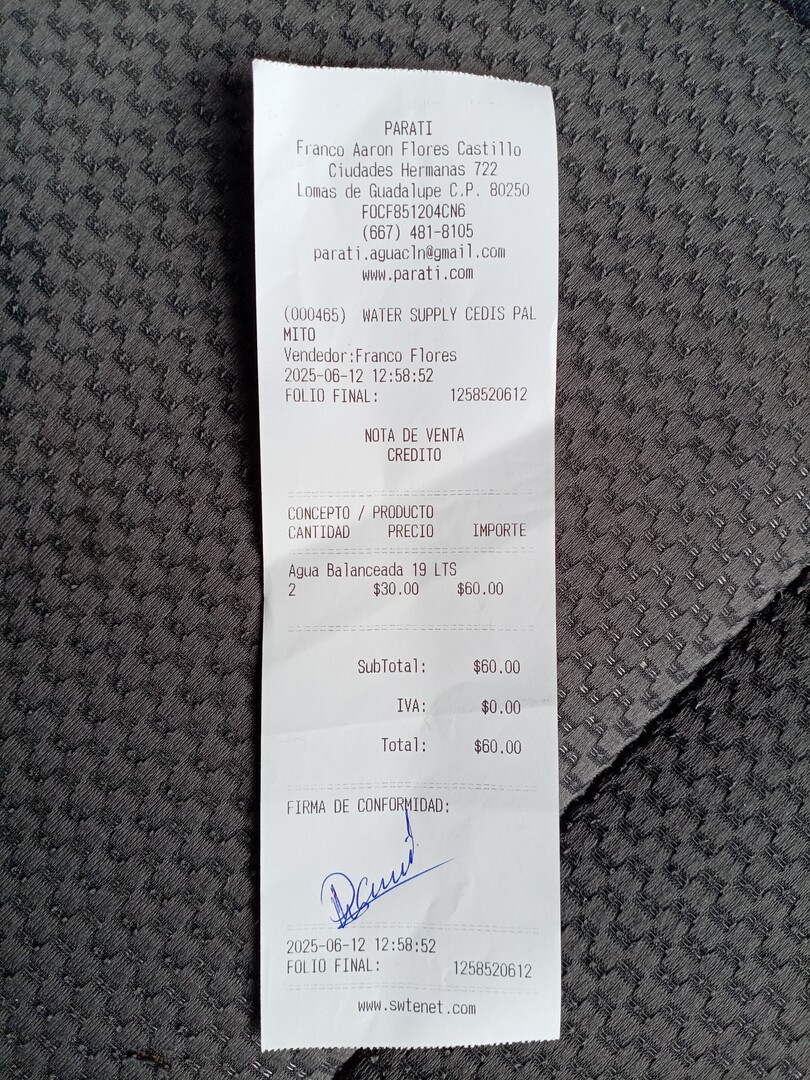 PARATI
Franco Aaron Flores Castillo
Ciudades Hermanas 722
Lomas de Guadalupe C.P. 80250
FOCF851204CN6
(667) 481-8105
parati.aguacln@gmail.com
www.parati.com
(000465) WATER SUPPLY CEDIS PAL
MITO
Vendedor:Franco Flores
2025-06-12 12:58:52
FOLIO FINAL: 1258520612
NOTA DE VENTA
CREDITO
CONCEPTO / PRODUCTO
CANTIDAD PRECIO IMPORTE
Agua Balanceada 19 LTS
2 $30.00 $60.00
SubTotal: $60.00
IVA: $0.00
Total: $60.00
FIRMA DE CONFORMIDAD:
2025-06-12 12:58:52
FOLIO FINAL: 1258520612
www.swtenet.com